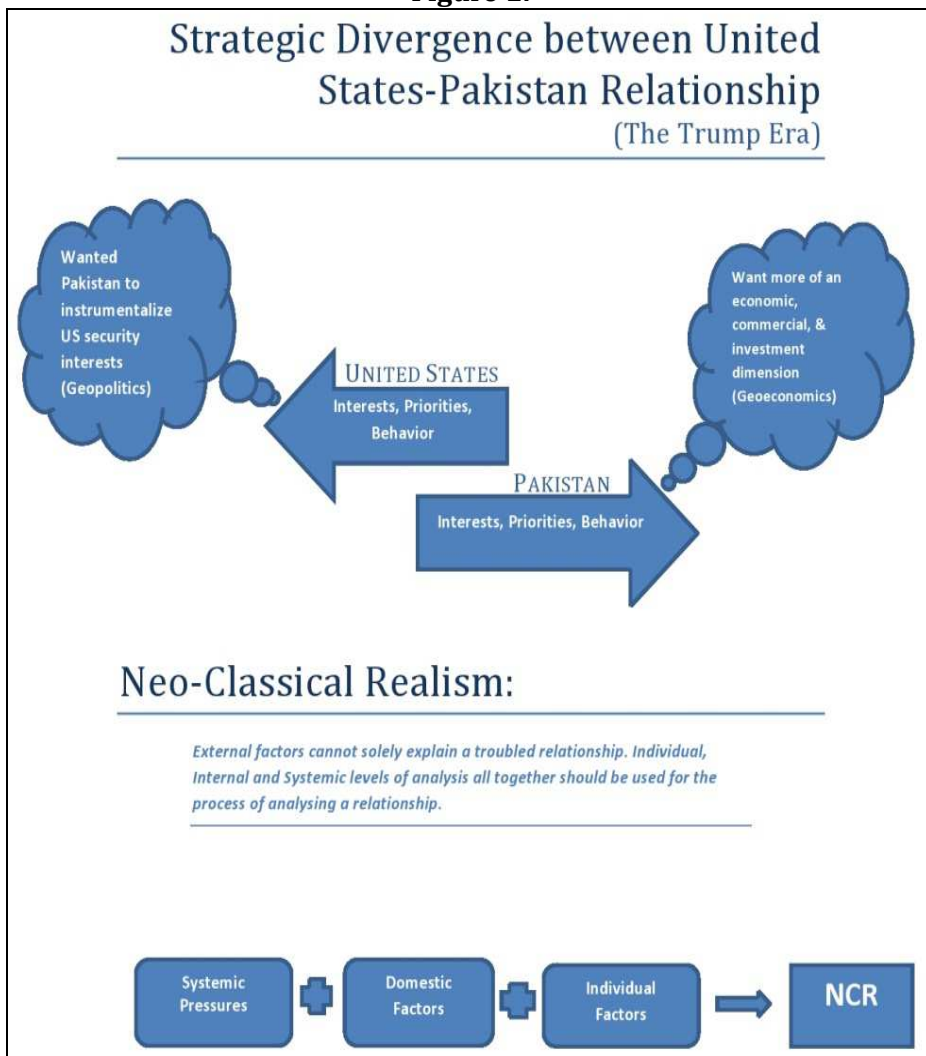 Strategic Divergence between United
States-Pakistan Relationship
(The Trump Era)
Wanted
Pakistan to
instrumentalize
US security
interests
(Geopolitics)
Want more of an
economic,
commercial, &
investment
dimension
(Geoeconomics)
UNITED STATES
Interests, Priorities,
Behavior
PAKISTAN
Interests, Priorities, Behavior
Neo-Classical Realism:
External factors cannot solely explain a troubled relationship. Individual,
Internal and Systemic levels of analysis all together should be used for the
process of analysing a relationship.
Systemic
Pressures
Domestic
Factors
Individual
Factors
NCR